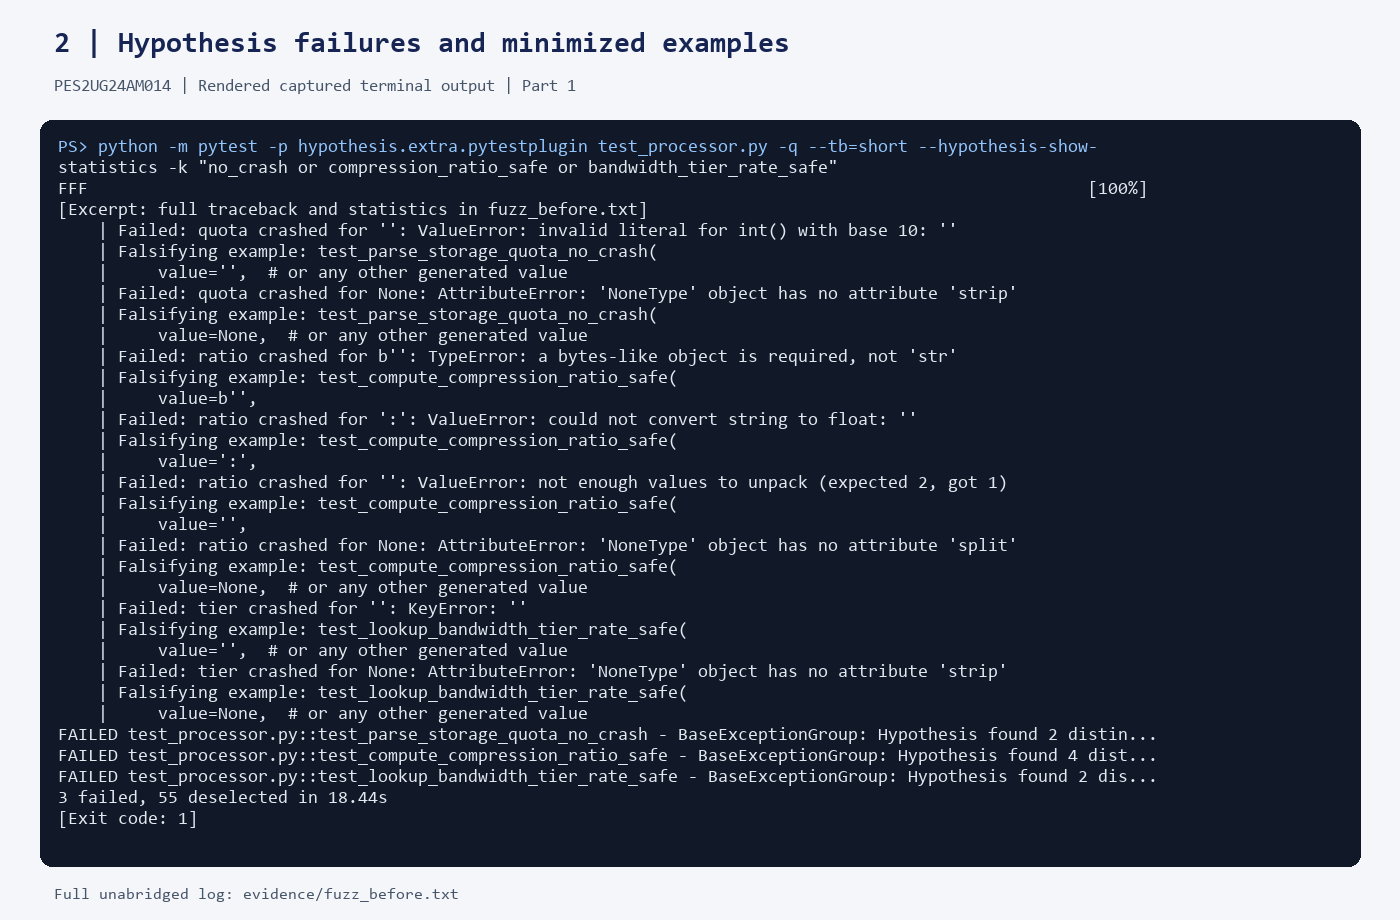 2 | Hypothesis failures and minimized examples
PES2UG24AM014 | Rendered captured terminal output | Part 1
PS> python -m pytest -p hypothesis.extra.pytestplugin test_processor.py -q --tb=short --hypothesis-show-
statistics -k "no_crash or compression_ratio_safe or bandwidth_tier_rate_safe"
FFF [100%]
[Excerpt: full traceback and statistics in fuzz_before.txt]
    | Failed: quota crashed for '': ValueError: invalid literal for int() with base 10: ''
    | Falsifying example: test_parse_storage_quota_no_crash(
    |     value='',  # or any other generated value
    | Failed: quota crashed for None: AttributeError: 'NoneType' object has no attribute 'strip'
    | Falsifying example: test_parse_storage_quota_no_crash(
    |     value=None,  # or any other generated value
    | Failed: ratio crashed for b'': TypeError: a bytes-like object is required, not 'str'
    | Falsifying example: test_compute_compression_ratio_safe(
    |     value=b'',
    | Failed: ratio crashed for ':': ValueError: could not convert string to float: ''
    | Falsifying example: test_compute_compression_ratio_safe(
    |     value=':',
    | Failed: ratio crashed for '': ValueError: not enough values to unpack (expected 2, got 1)
    | Falsifying example: test_compute_compression_ratio_safe(
    |     value='',
    | Failed: ratio crashed for None: AttributeError: 'NoneType' object has no attribute 'split'
    | Falsifying example: test_compute_compression_ratio_safe(
    |     value=None,  # or any other generated value
    | Failed: tier crashed for '': KeyError: ''
    | Falsifying example: test_lookup_bandwidth_tier_rate_safe(
    |     value='',  # or any other generated value
    | Failed: tier crashed for None: AttributeError: 'NoneType' object has no attribute 'strip'
    | Falsifying example: test_lookup_bandwidth_tier_rate_safe(
    |     value=None,  # or any other generated value
FAILED test_processor.py::test_parse_storage_quota_no_crash - BaseExceptionGroup: Hypothesis found 2 distin...
FAILED test_processor.py::test_compute_compression_ratio_safe - BaseExceptionGroup: Hypothesis found 4 dist...
FAILED test_processor.py::test_lookup_bandwidth_tier_rate_safe - BaseExceptionGroup: Hypothesis found 2 dis...
3 failed, 55 deselected in 18.44s
[Exit code: 1]
Full unabridged log: evidence/fuzz_before.txt